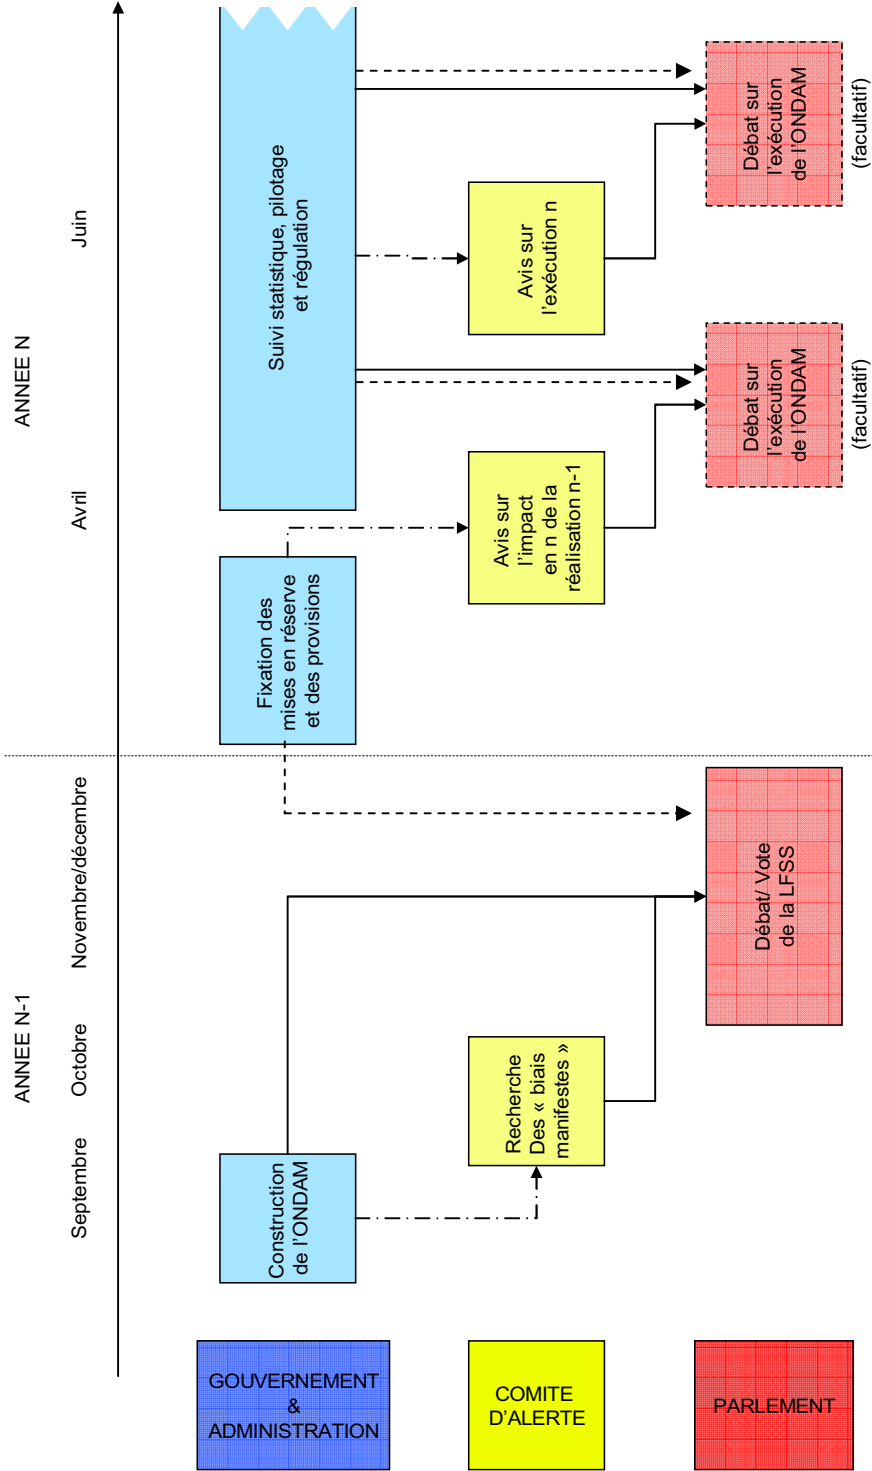 ANNEE N-1
ANNEE N
Septembre
Octobre
Novembre/décembre
Avril
Juin
GOUVERNEMENT
&
ADMINISTRATION
Construction
de l'ONDAM
Fixation des
mises en réserve
et des provisions
Suivi statistique, pilotage
et régulation
COMITE
D'ALERTE
Recherche
Des « biais
manifestes »
Avis sur
l'impact
en n de la
réalisation n-1
Avis sur
l'exécution n
PARLEMENT
Débat/ Vote
de la LFSS
Débat sur
l'exécution
de l'ONDAM
(facultatif)
Débat sur
l'exécution
de l'ONDAM
(facultatif)